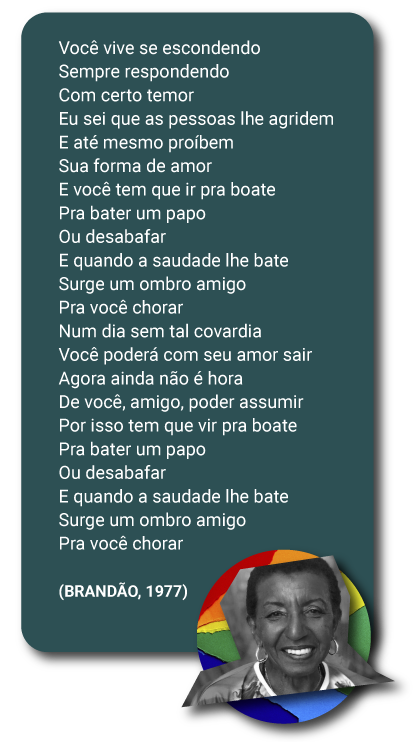 Você vive se escondendo
Sempre respondendo
Com certo temor
Eu sei que as pessoas lhe agridem
E até mesmo proíbem
Sua forma de amor
E você tem que ir pra boate
Pra bater um papo
Ou desabafar
E quando a saudade lhe bate
Surge um ombro amigo
Pra você chorar
Num dia sem tal covardia
Você poderá com seu amor sair
Agora ainda não é hora
De você, amigo, poder assumir
Por isso tem que vir pra boate
Pra bater um papo
Ou desabafar
E quando a saudade lhe bate
Surge um ombro amigo
Pra você chorar
(BRANDÃO, 1977)